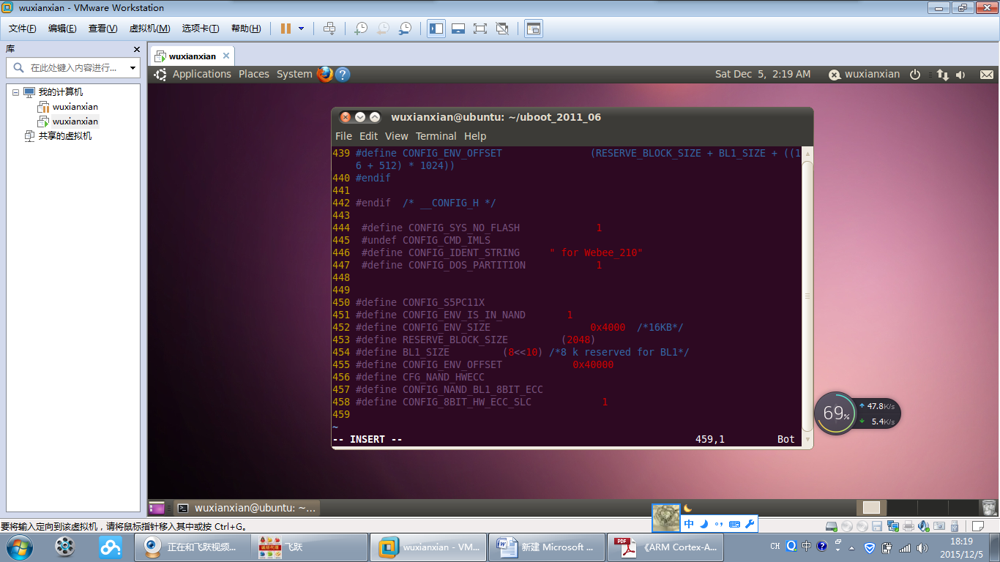 wuxianxian - VMware Workstation
文件(F) 编辑(E) 查看(V) 虚拟机(M) 选项卡(T) 帮助(H)
库
在此处键入内容进行...
我的计算机
wuxianxian
wuxianxian
共享的虚拟机
wuxianxian
Applications Places System
Sat Dec 5, 2:19 AM
wuxianxian
wuxianxian@ubuntu: ~/uboot_2011_06
File Edit View Terminal Help
439 #define CONFIG_ENV_OFFSET (RESERVE_BLOCK_SIZE + BL1_SIZE + ((1
6 + 512) * 1024))
440 #endif
441
442 #endif /* __CONFIG_H */
443
444 #define CONFIG_SYS_NO_FLASH 1
445 #undef CONFIG_CMD_IMLS
446 #define CONFIG_IDENT_STRING " for Webee_210"
447 #define CONFIG_DOS_PARTITION 1
448
449
450 #define CONFIG_S5PC11X
451 #define CONFIG_ENV_IS_IN_NAND 1
452 #define CONFIG_ENV_SIZE 0x4000 /*16KB*/
453 #define RESERVE_BLOCK_SIZE (2048)
454 #define BL1_SIZE (8<<10) /*8 k reserved for BL1*/
455 #define CONFIG_ENV_OFFSET 0x40000
456 #define CFG_NAND_HWECC
457 #define CONFIG_NAND_BL1_8BIT_ECC
458 #define CONFIG_8BIT_HW_ECC_SLC 1
459
~
-- INSERT -- 459,1 Bot
69%
47.8K/s
5.4K/s
wuxianxian@ubuntu: ~...
要将输入定向到该虚拟机，请将鼠标指针移入其中或按 Ctrl+G。
中
正在和飞跃视频...
飞跃
wuxianxian - VM...
新建 Microsoft ...
PDF
《ARM Cortex-A...
CH
中
18:19
2015/12/5